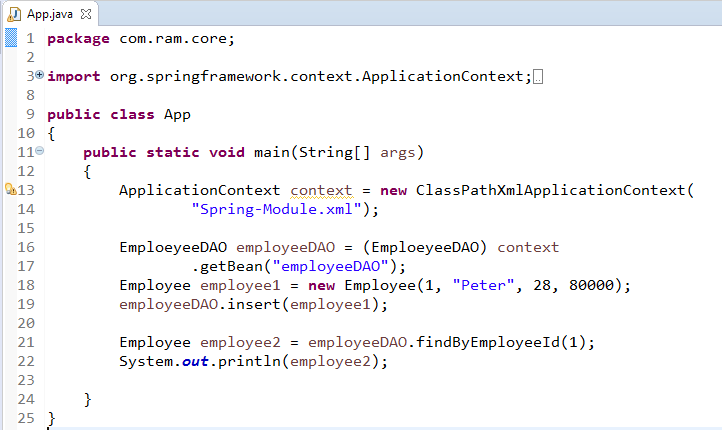 App.java
1 package com.ram.core;
2
3 import org.springframework.context.ApplicationContext;
8
9 public class App
10 {
11     public static void main(String[] args)
12     {
13         ApplicationContext context = new ClassPathXmlApplicationContext(
14                 "Spring-Module.xml");
15
16         EmploeyeeDAO employeeDAO = (EmploeyeeDAO) context
17                 .getBean("employeeDAO");
18         Employee employee1 = new Employee(1, "Peter", 28, 80000);
19         employeeDAO.insert(employee1);
20
21         Employee employee2 = employeeDAO.findByEmployeeId(1);
22         System.out.println(employee2);
23
24     }
25 }